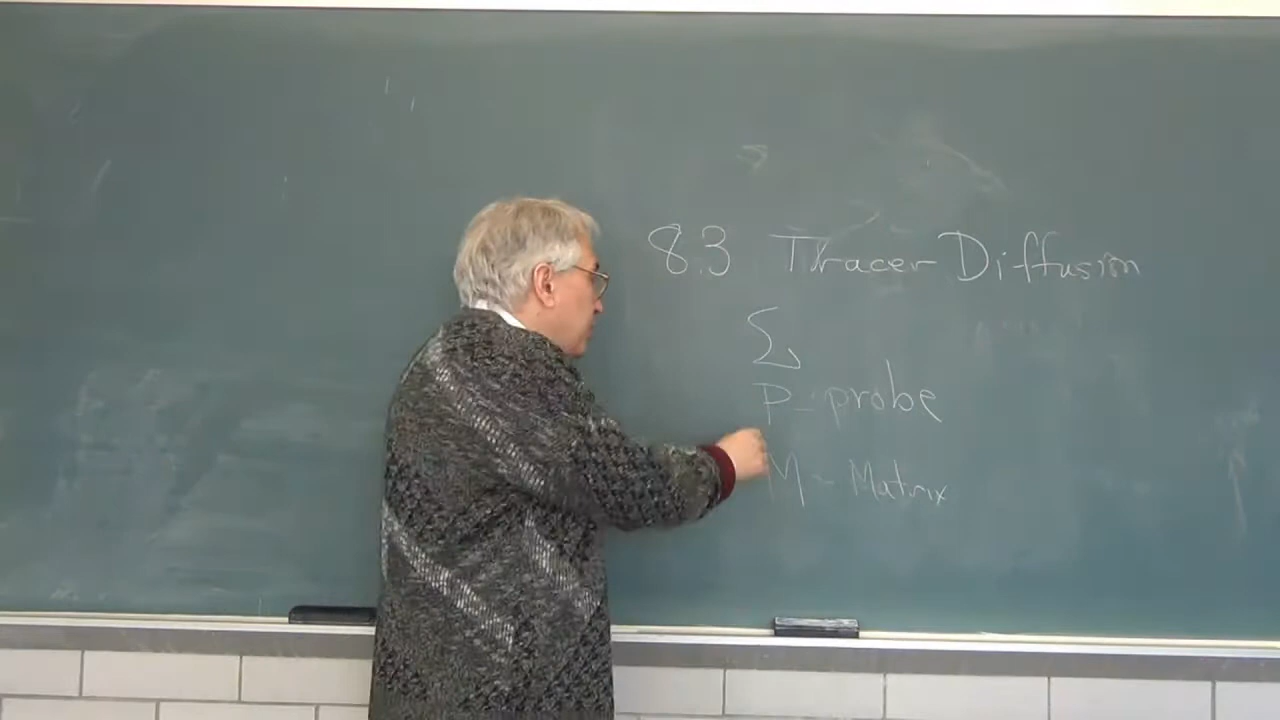 8.3 Tracer Diffusion
Σ
P - probe
M - Matrix